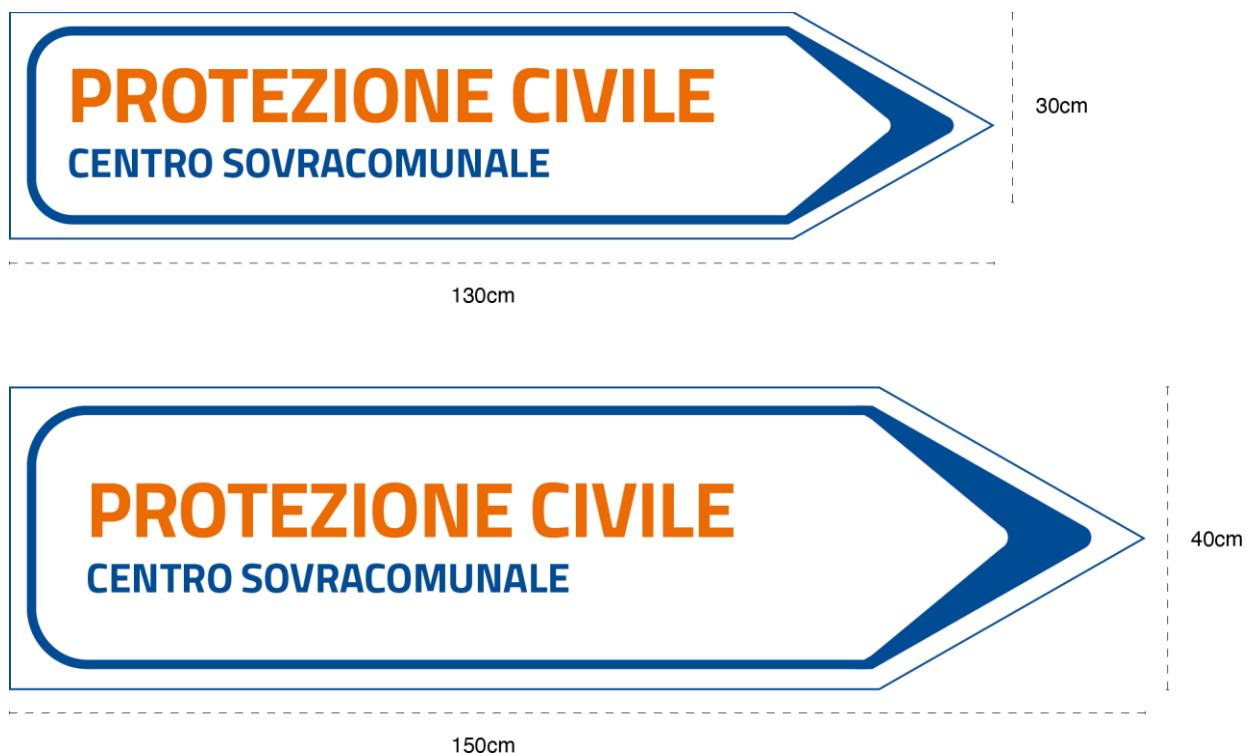 PROTEZIONE CIVILE
CENTRO SOVRACOMUNALE
30cm
130cm
PROTEZIONE CIVILE
CENTRO SOVRACOMUNALE
40cm
150cm